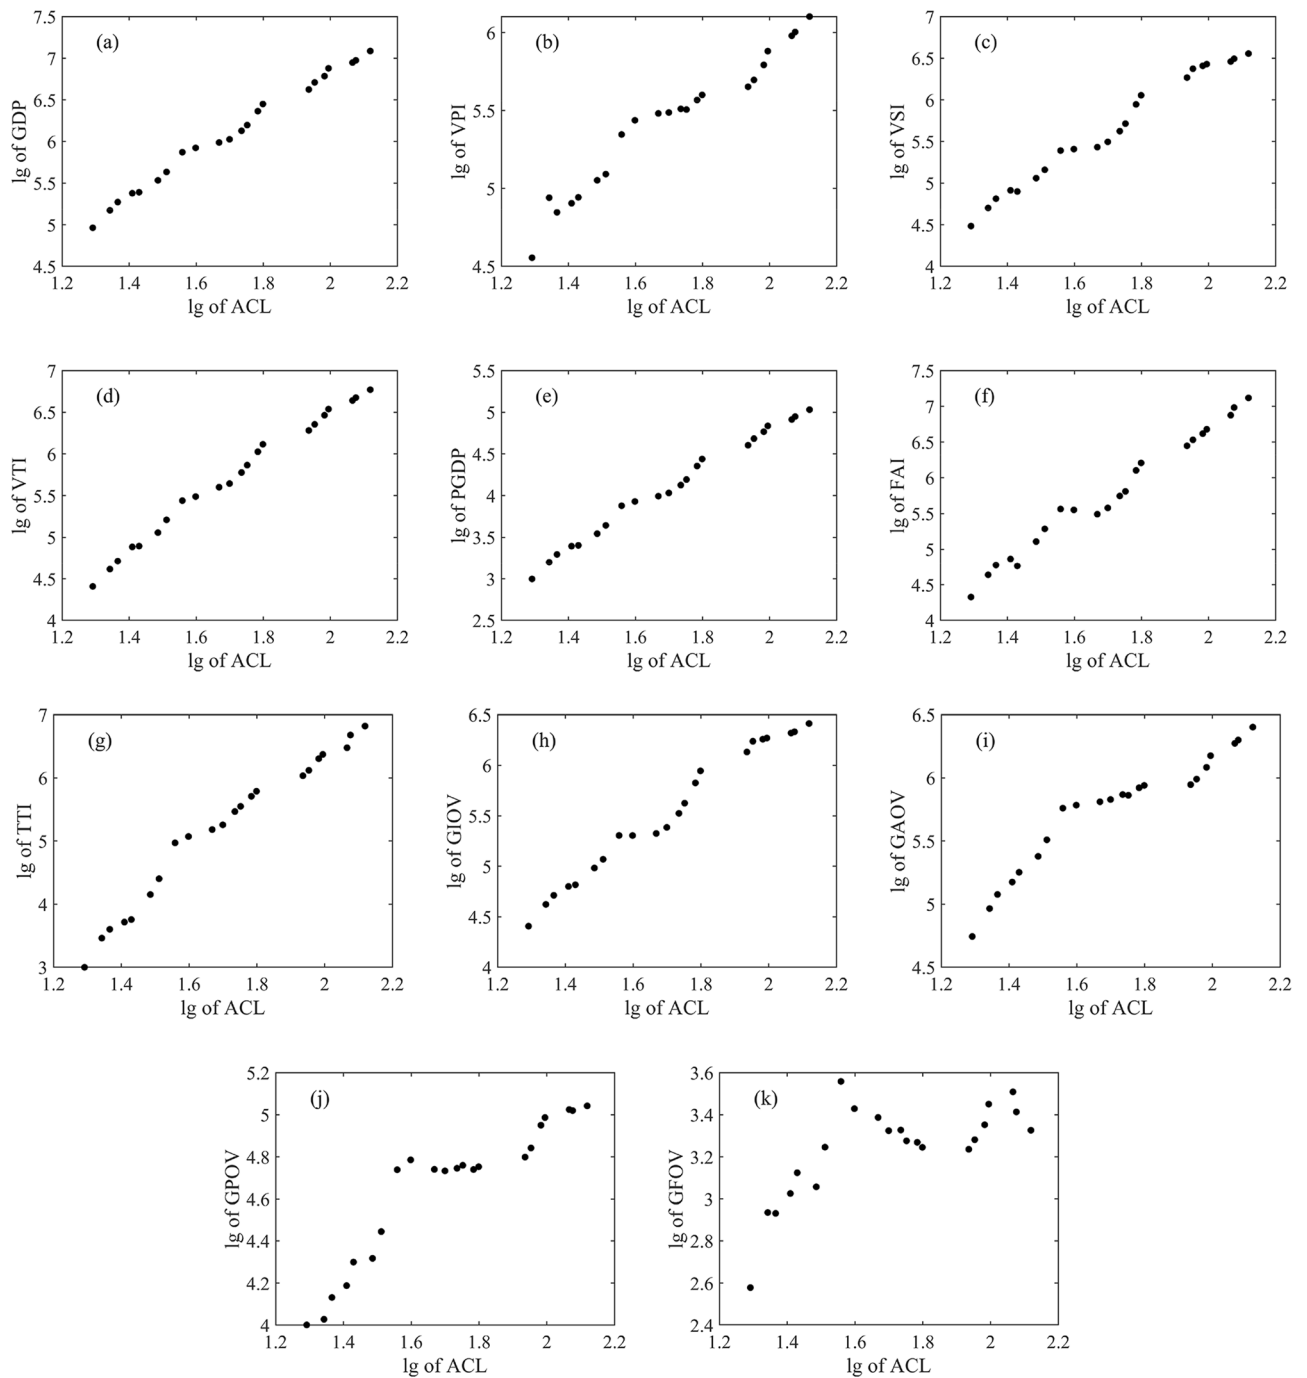 (a)
lg of GDP
7.5
7
6.5
6
5.5
5
4.5
1.2 1.4 1.6 1.8 2 2.2
lg of ACL
(b)
lg of VPI
6
5.5
5
4.5
1.2 1.4 1.6 1.8 2 2.2
lg of ACL
(c)
lg of VSI
7
6.5
6
5.5
5
4.5
4
1.2 1.4 1.6 1.8 2 2.2
lg of ACL
(d)
lg of VTI
7
6.5
6
5.5
5
4.5
4
1.2 1.4 1.6 1.8 2 2.2
lg of ACL
(e)
lg of PGDP
5.5
5
4.5
4
3.5
3
2.5
1.2 1.4 1.6 1.8 2 2.2
lg of ACL
(f)
lg of FAI
7.5
7
6.5
6
5.5
5
4.5
4
1.2 1.4 1.6 1.8 2 2.2
lg of ACL
(g)
lg of TTI
7
6
5
4
3
1.2 1.4 1.6 1.8 2 2.2
lg of ACL
(h)
lg of GIOV
6.5
6
5.5
5
4.5
4
1.2 1.4 1.6 1.8 2 2.2
lg of ACL
(i)
lg of GAOV
6.5
6
5.5
5
4.5
1.2 1.4 1.6 1.8 2 2.2
lg of ACL
(j)
lg of GPOV
5.2
5
4.8
4.6
4.4
4.2
4
1.2 1.4 1.6 1.8 2 2.2
lg of ACL
(k)
lg of GFOV
3.6
3.4
3.2
3
2.8
2.6
2.4
1.2 1.4 1.6 1.8 2 2.2
lg of ACL